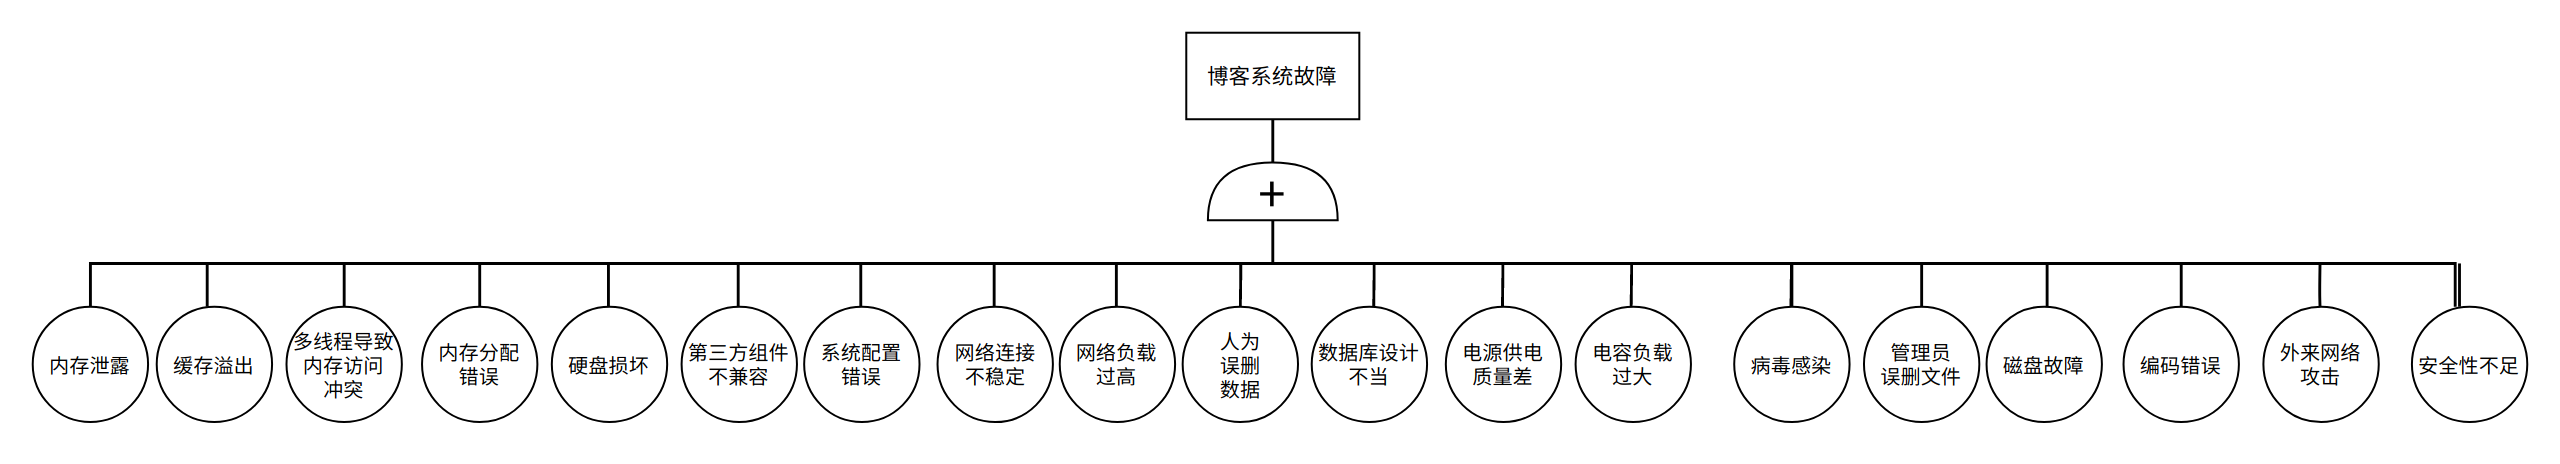 博客系统故障
+
内存泄露
缓存溢出
多线程导致
内存访问
冲突
内存分配
错误
硬盘损坏
第三方组件
不兼容
系统配置
错误
网络连接
不稳定
网络负载
过高
人为
误删
数据
数据库设计
不当
电源供电
质量差
电容负载
过大
病毒感染
管理员
误删文件
磁盘故障
编码错误
外来网络
攻击
安全性不足